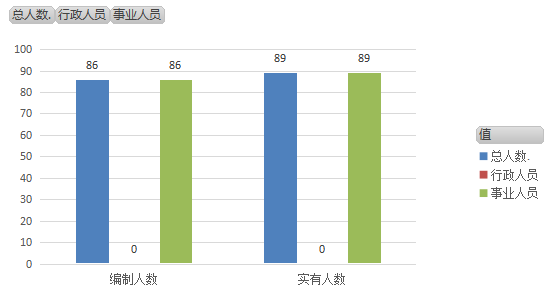 总人数. 行政人员 事业人员
100
90
80
70
60
50
40
30
20
10
0
86 0 86 89 0 89
编制人数 实有人数
值
总人数.
行政人员
事业人员